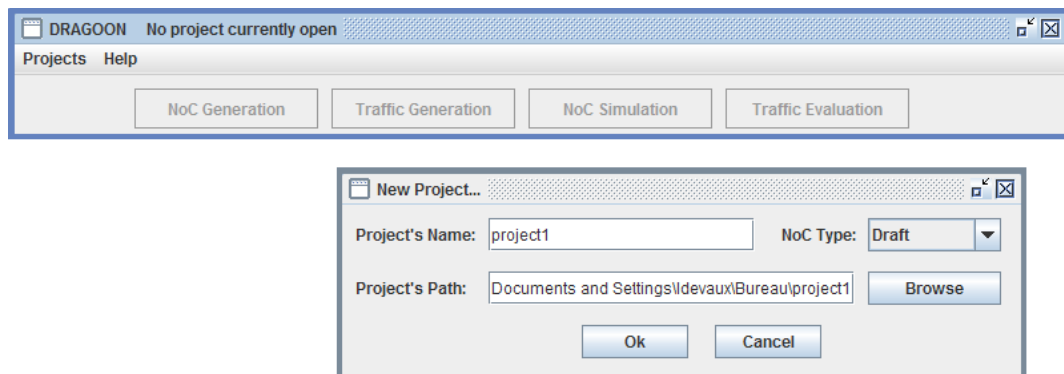 DRAGOON No project currently open
Projects Help
NoC Generation Traffic Generation NoC Simulation Traffic Evaluation
New Project...
Project's Name: project1 NoC Type: Draft
Project's Path: Documents and Settings\ldevaux\Bureau\project1 Browse
Ok Cancel